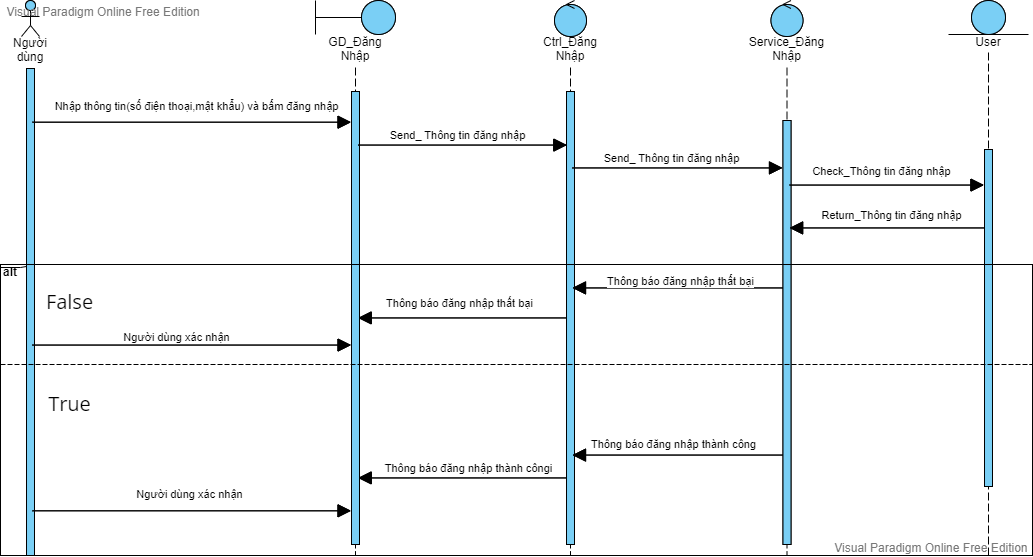 Visual Paradigm Online Free Edition
Người
dùng
GD_Đăng
Nhập
Ctrl_Đăng
Nhập
Service_Đăng
Nhập
User
Nhập thông tin(số điện thoại,mật khẩu) và bấm đăng nhập
Send_ Thông tin đăng nhập
Send_ Thông tin đăng nhập
Check_Thông tin đăng nhập
Return_Thông tin đăng nhập
alt
False
Thông báo đăng nhập thất bại
Thông báo đăng nhập thất bại
Người dùng xác nhận
True
Thông báo đăng nhập thành công
Thông báo đăng nhập thành côngi
Người dùng xác nhận
Visual Paradigm Online Free Edition